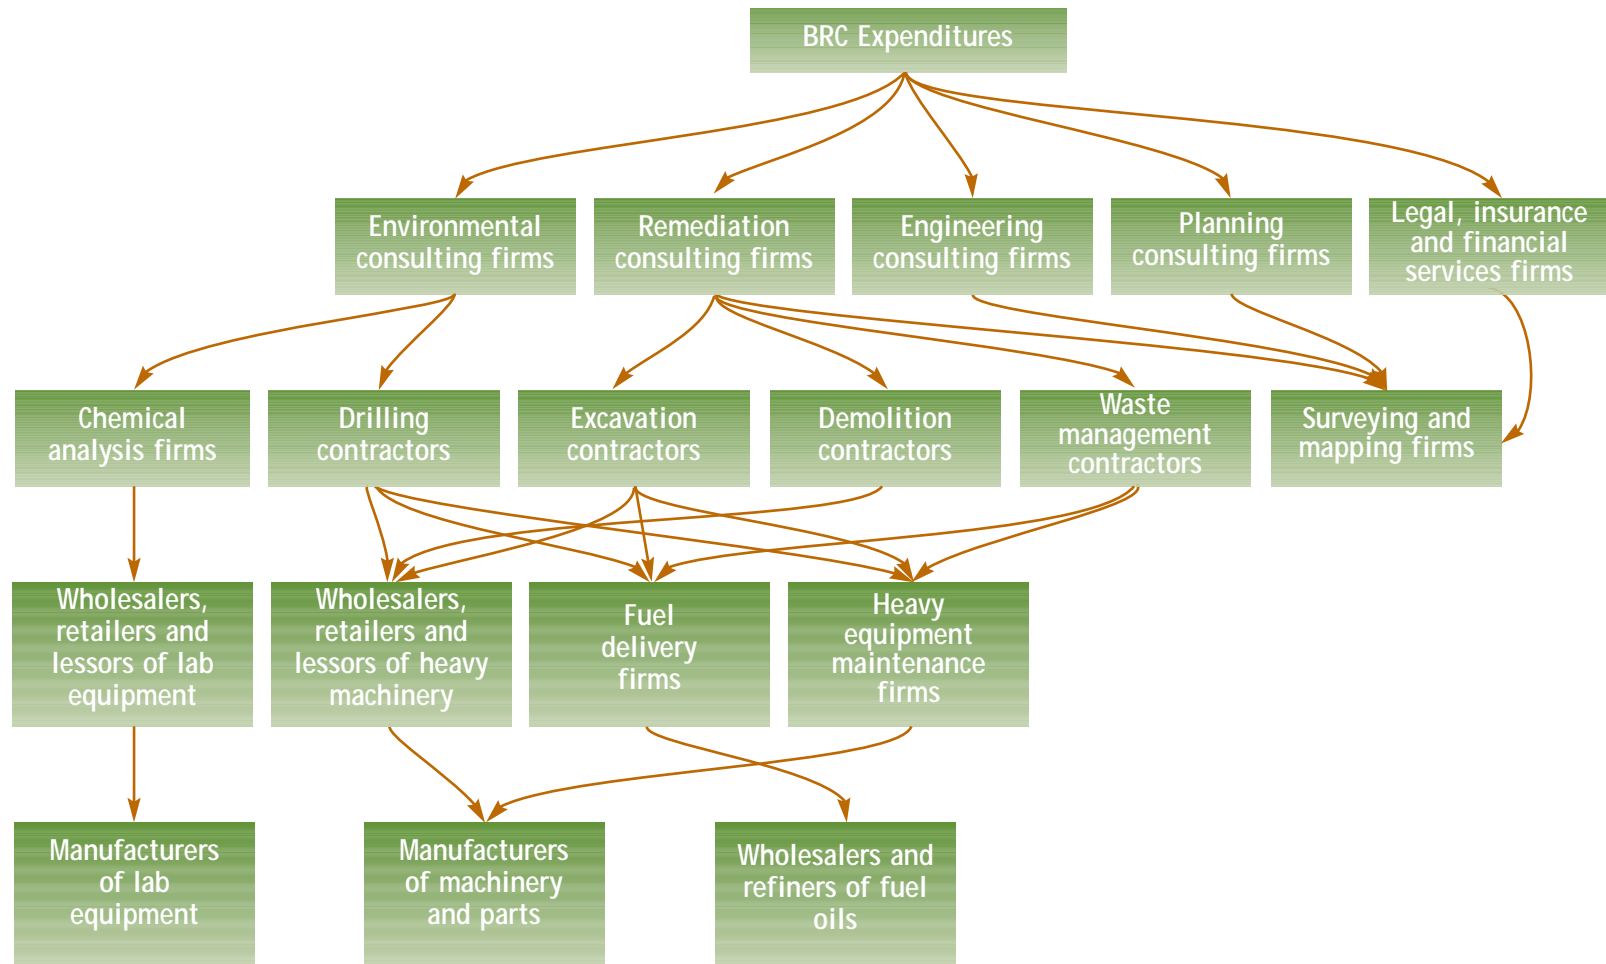 BRC Expenditures
Environmental
consulting firms
Remediation
consulting firms
Engineering
consulting firms
Planning
consulting firms
Legal, insurance
and financial
services firms
Chemical
analysis firms
Drilling
contractors
Excavation
contractors
Demolition
contractors
Waste
management
contractors
Surveying and
mapping firms
Wholesalers,
retailers and
lessors of lab
equipment
Wholesalers,
retailers and
lessors of heavy
machinery
Fuel
delivery
firms
Heavy
equipment
maintenance
firms
Manufacturers
of lab
equipment
Manufacturers
of machinery
and parts
Wholesalers and
refiners of fuel
oils